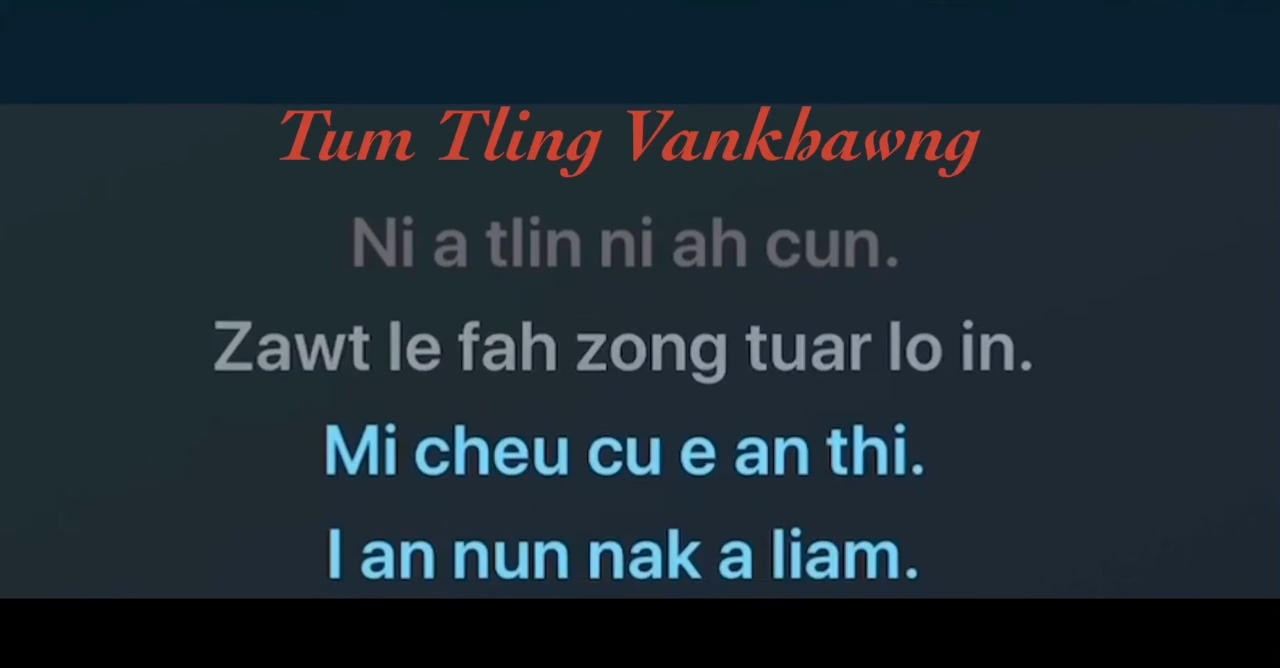 Tum Tling Vankhawng
Ni a tlin ni ah cun.
Zawt le fah zong tuar lo in.
Mi cheu cu e an thi.
I an nun nak a liam.